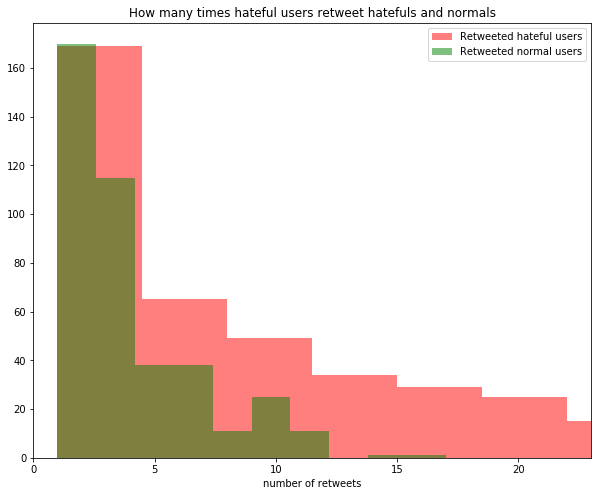 How many times hateful users retweet hatefuls and normals
Retweeted hateful users
Retweeted normal users
160
140
120
100
80
60
40
20
0
0 5 10 15 20
number of retweets